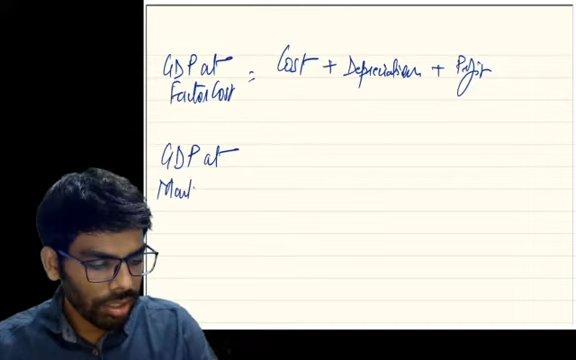 GDP at = Cost + Depreciation + Profit
Factor Cost
GDP at
Mark